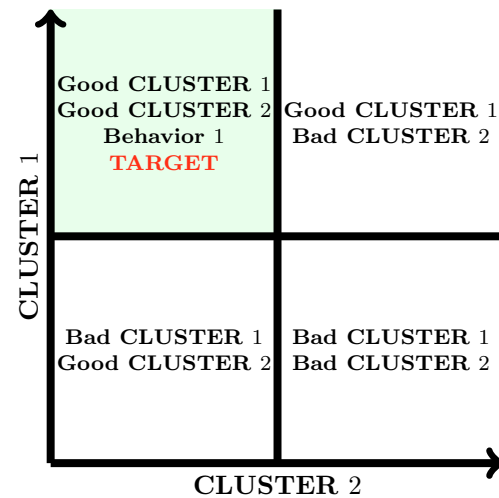 Good CLUSTER 1
Good CLUSTER 2
Behavior 1
TARGET
Good CLUSTER 1
Bad CLUSTER 2
CLUSTER 1
Bad CLUSTER 1
Good CLUSTER 2
Bad CLUSTER 1
Bad CLUSTER 2
CLUSTER 2